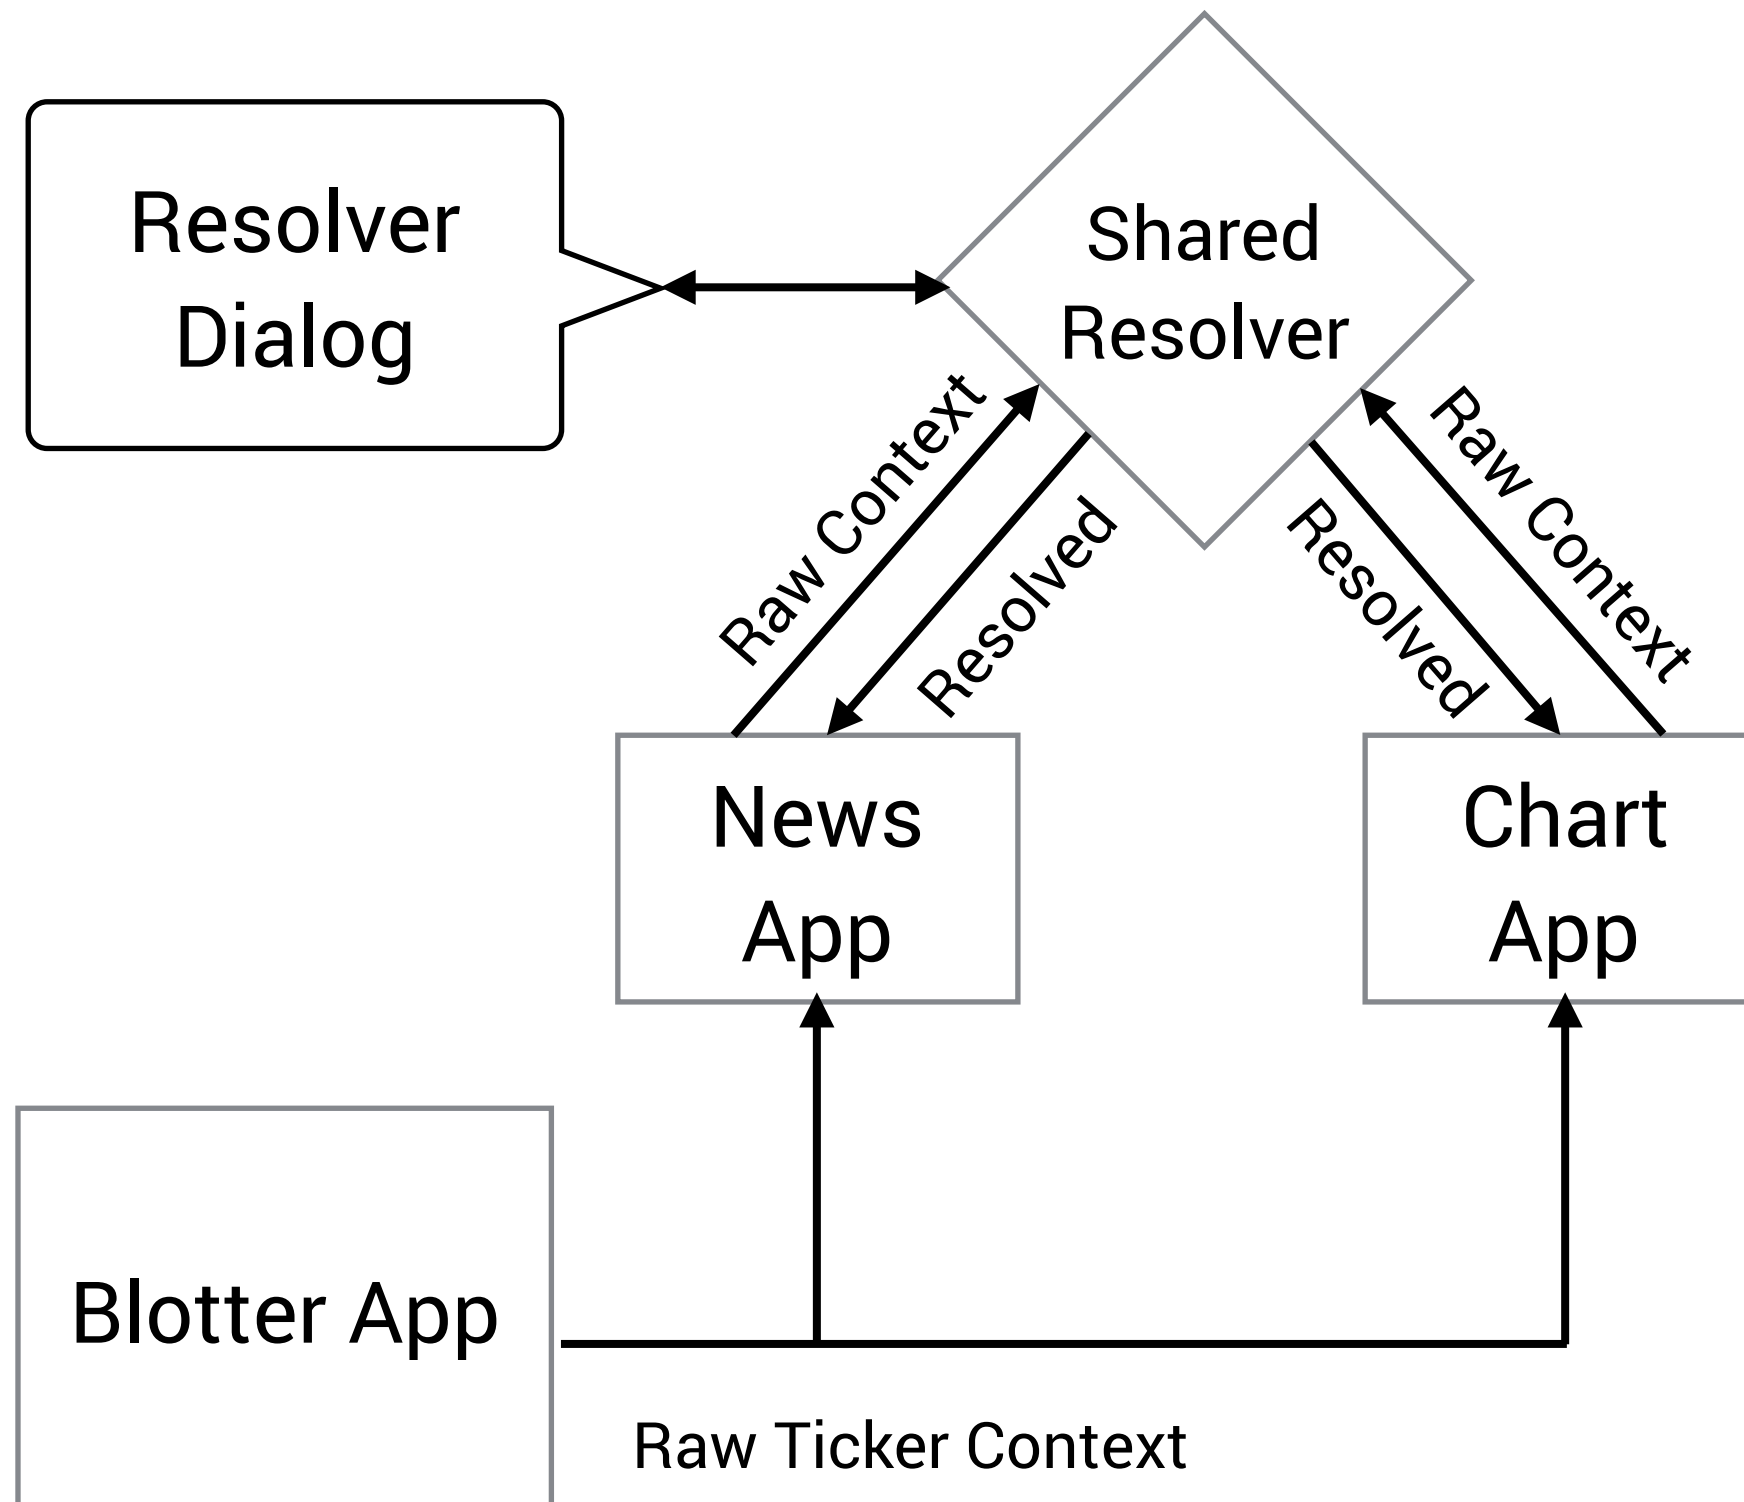 Resolver
Dialog
Shared
Resolver
Raw Context
Resolved
Resolved
Raw Context
News
App
Chart
App
Blotter App
Raw Ticker Context